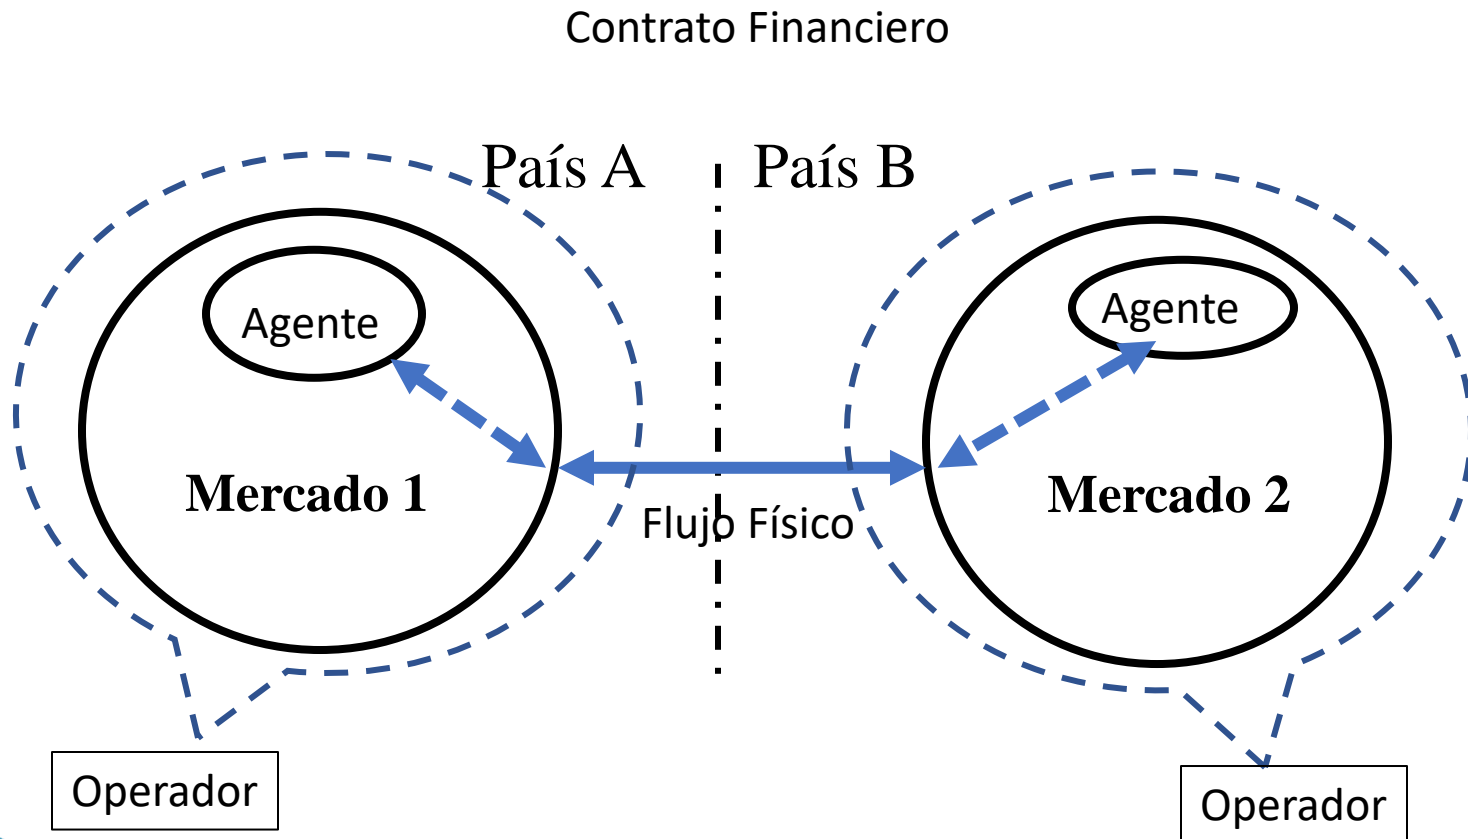 Contrato Financiero
País A
País B
Agente
Agente
Mercado 1
Mercado 2
Flujo Físico
Operador
Operador